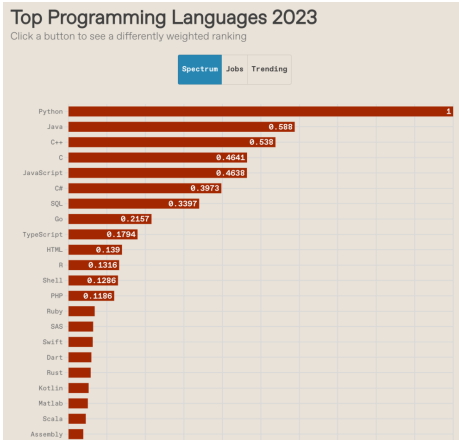 Top Programming Languages 2023
Click a button to see a differently weighted ranking
Spectrum Jobs Trending
Python 1
Java 0.588
C++ 0.538
C 0.4641
JavaScript 0.4638
C# 0.3973
SQL 0.3397
Go 0.2157
TypeScript 0.1794
HTML 0.139
R 0.1316
Shell 0.1286
PHP 0.1186
Ruby
SAS
Swift
Dart
Rust
Kotlin
Matlab
Scala
Assembly